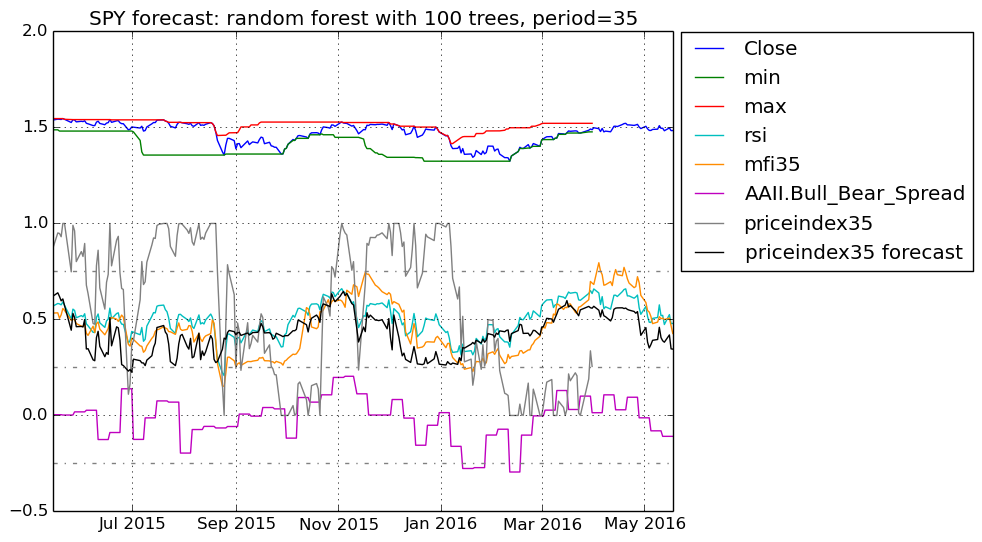 SPY forecast: random forest with 100 trees, period=35
2.0
1.5
1.0
0.5
0.0
−0.5
Jul 2015 Sep 2015 Nov 2015 Jan 2016 Mar 2016 May 2016
Close
min
max
rsi
mfi35
AAII.Bull_Bear_Spread
priceindex35
priceindex35 forecast